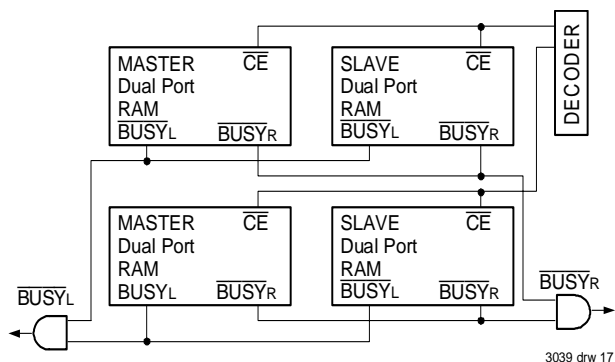 DECODER
MASTER CE
Dual Port
RAM
BUSYL BUSYR
SLAVE CE
Dual Port
RAM
BUSYL BUSYR
MASTER CE
Dual Port
RAM
BUSYL BUSYR
SLAVE CE
Dual Port
RAM
BUSYL BUSYR
BUSYL
BUSYR
3039 drw 17